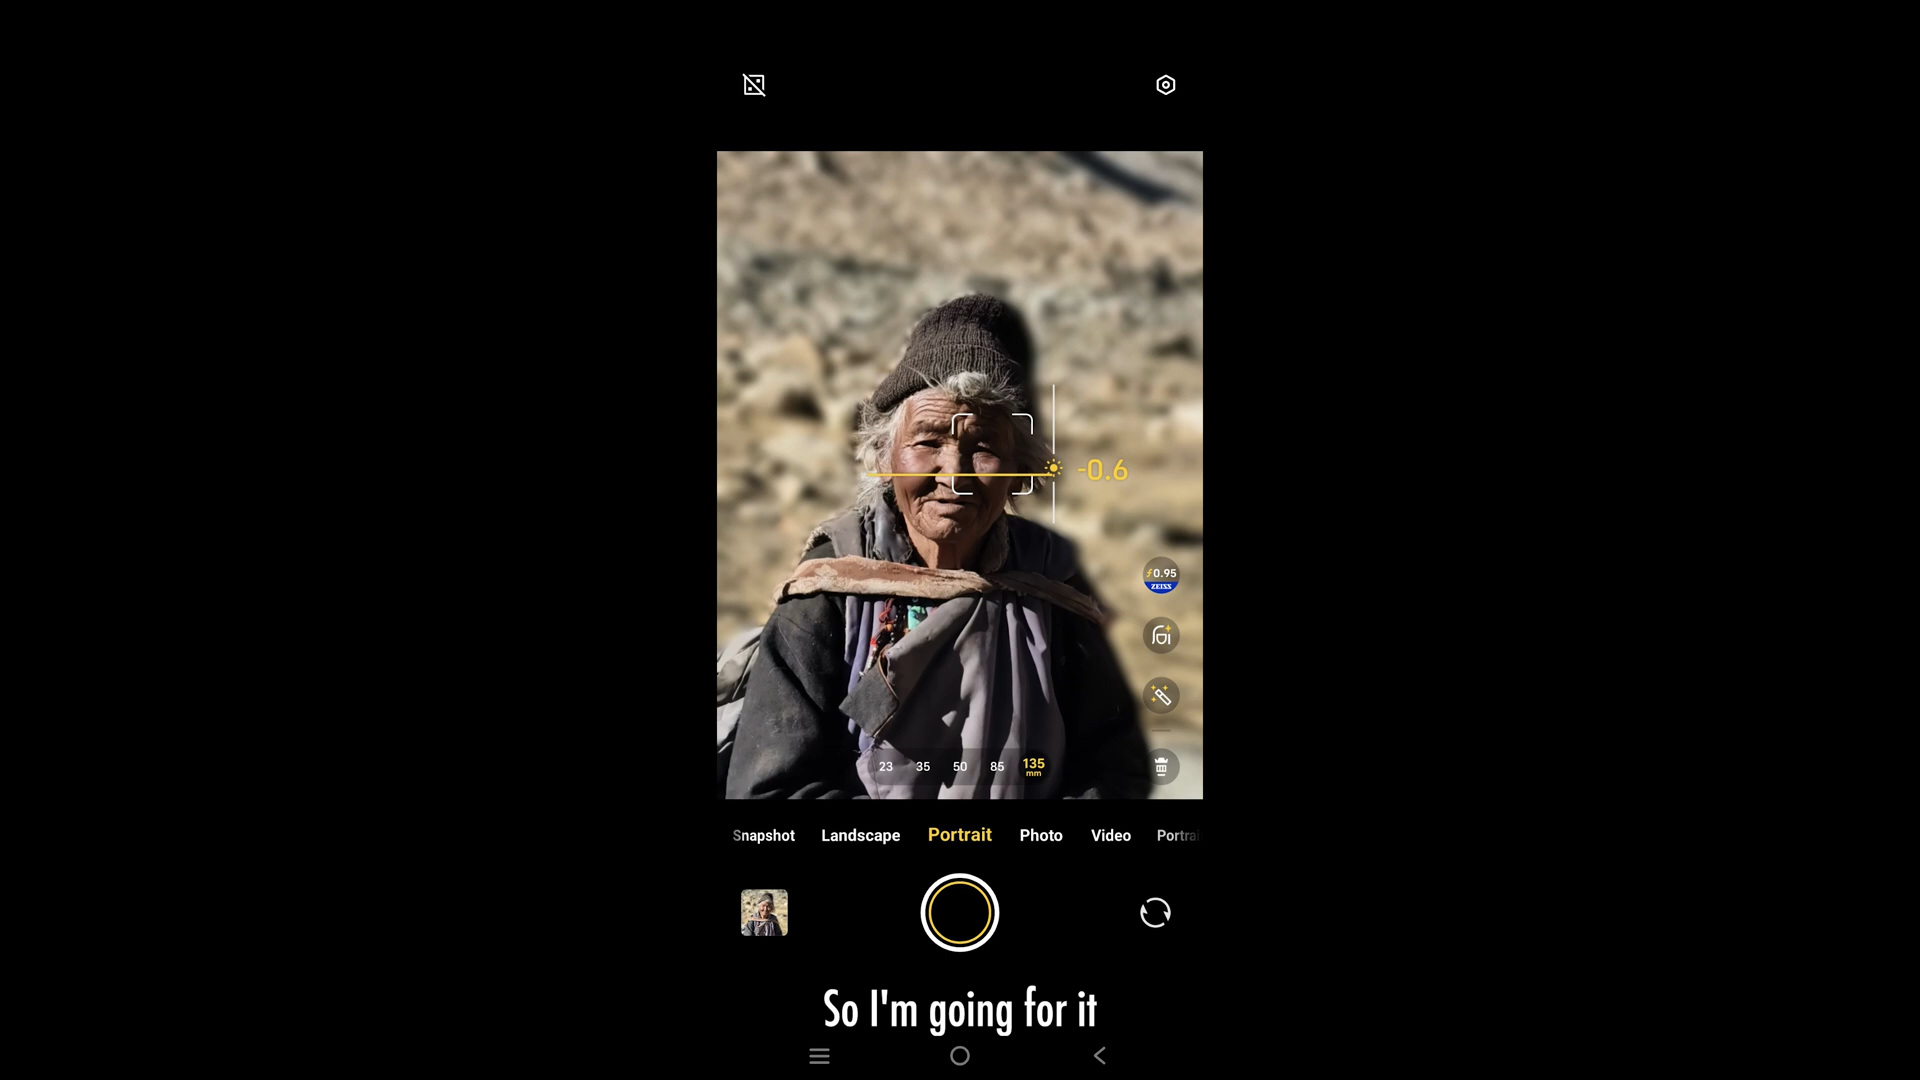 -0.6
f0.95
ZEISS
23 35 50 85 135 mm
Snapshot Landscape Portrait Photo Video Portrai
So I'm going for it